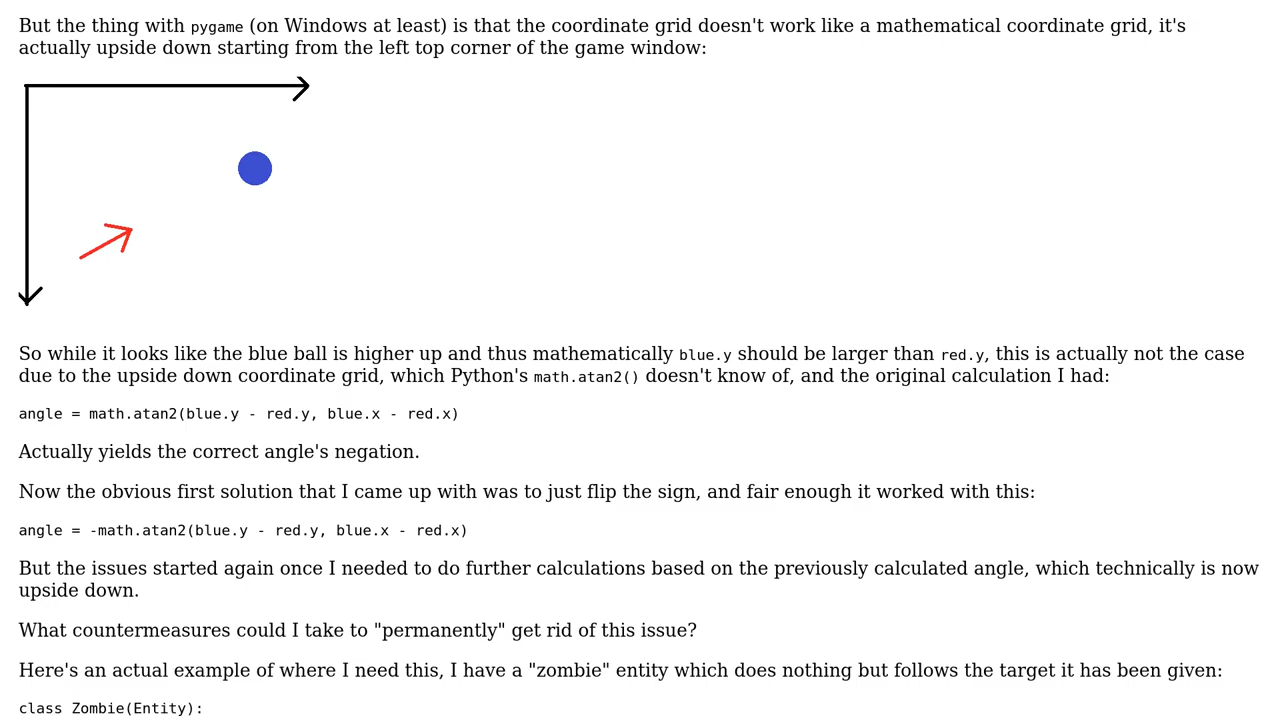 But the thing with pygame (on Windows at least) is that the coordinate grid doesn't work like a mathematical coordinate grid, it's
actually upside down starting from the left top corner of the game window:
So while it looks like the blue ball is higher up and thus mathematically blue.y should be larger than red.y, this is actually not the case
due to the upside down coordinate grid, which Python's math.atan2() doesn't know of, and the original calculation I had:
angle = math.atan2(blue.y - red.y, blue.x - red.x)
Actually yields the correct angle's negation.
Now the obvious first solution that I came up with was to just flip the sign, and fair enough it worked with this:
angle = -math.atan2(blue.y - red.y, blue.x - red.x)
But the issues started again once I needed to do further calculations based on the previously calculated angle, which technically is now
upside down.
What countermeasures could I take to "permanently" get rid of this issue?
Here's an actual example of where I need this, I have a "zombie" entity which does nothing but follows the target it has been given:
class Zombie(Entity):